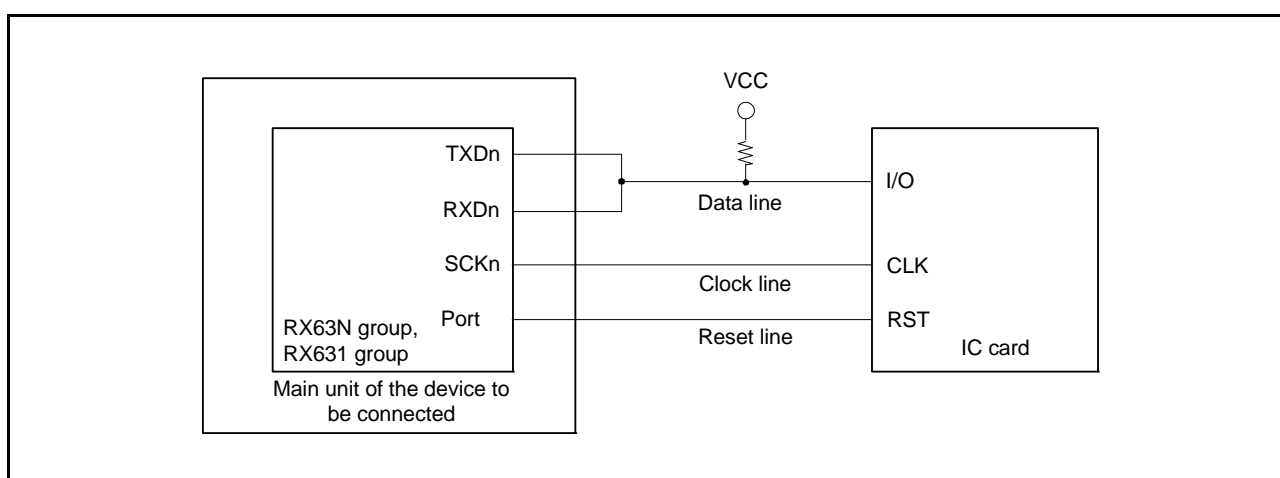 VCC
TXDn
I/O
Data line
RXDn
SCKn
CLK
Clock line
Port
RST
RX63N group,
RX631 group
Reset line
IC card
Main unit of the device to
be connected